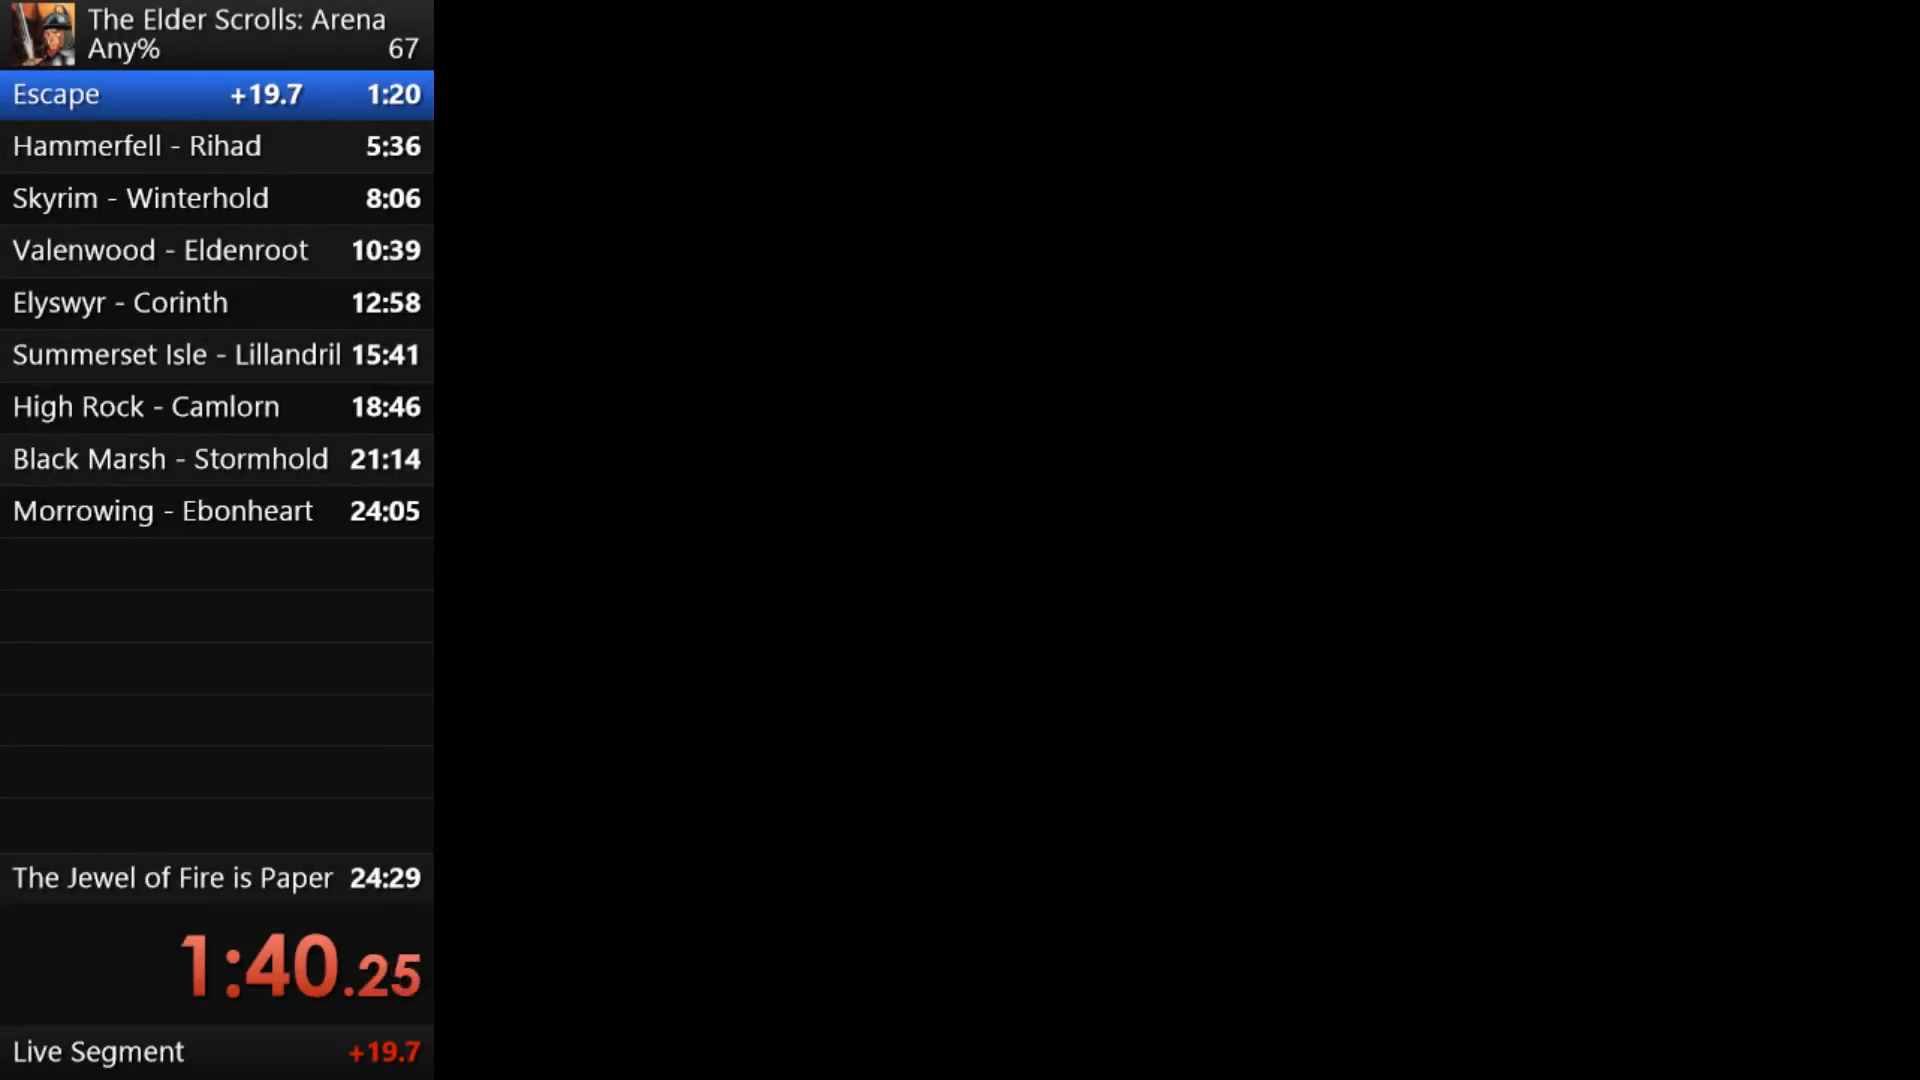 The Elder Scrolls: Arena
Any% 67
Escape +19.7 1:20
Hammerfell - Rihad 5:36
Skyrim - Winterhold 8:06
Valenwood - Eldenroot 10:39
Elyswyr - Corinth 12:58
Summerset Isle - Lillandril 15:41
High Rock - Camlorn 18:46
Black Marsh - Stormhold 21:14
Morrowing - Ebonheart 24:05
The Jewel of Fire is Paper 24:29
1:40.25
Live Segment +19.7